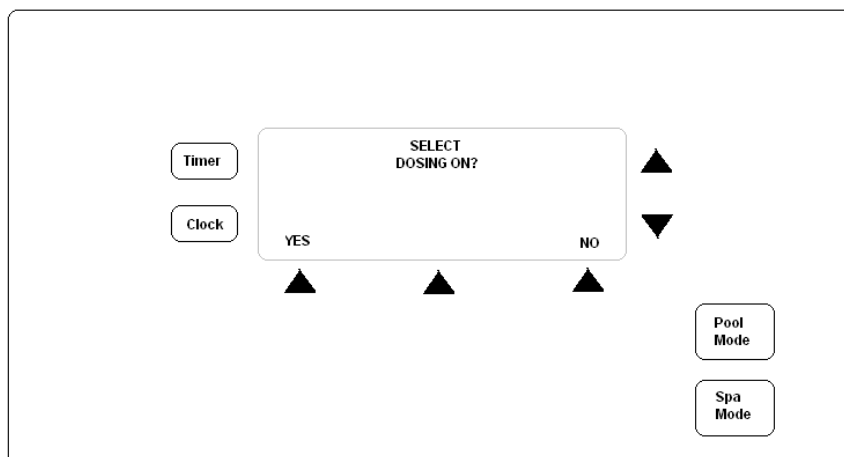 SELECT
DOSING ON?
Timer
Clock
YES
NO
Pool
Mode
Spa
Mode